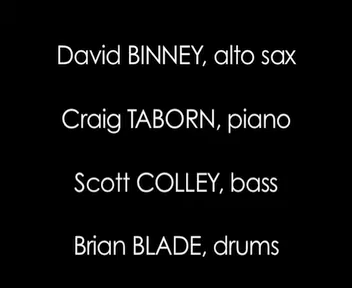 David BINNEY, alto sax
Craig TABORN, piano
Scott COLLEY, bass
Brian BLADE, drums